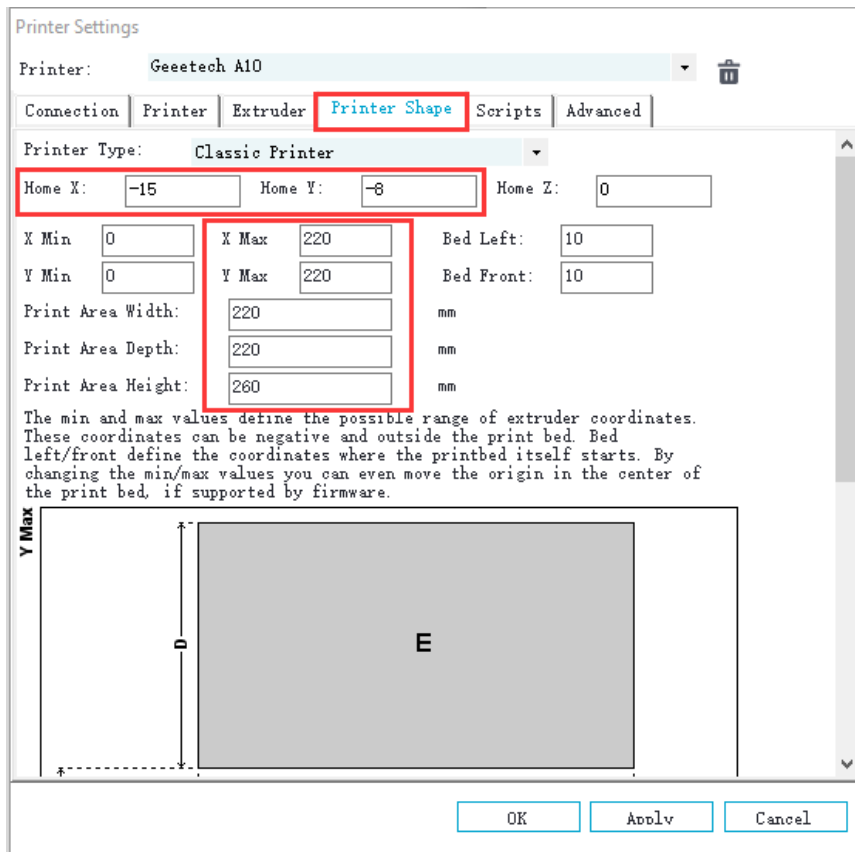 Printer Settings
Printer: Geeetech A10
Connection Printer Extruder Printer Shape Scripts Advanced
Printer Type: Classic Printer
Home X: -15 Home Y: -8 Home Z: 0
X Min 0 X Max 220 Bed Left: 10
Y Min 0 Y Max 220 Bed Front: 10
Print Area Width: 220 mm
Print Area Depth: 220 mm
Print Area Height: 260 mm
The min and max values define the possible range of extruder coordinates.
These coordinates can be negative and outside the print bed. Bed
left/front define the coordinates where the printbed itself starts. By
changing the min/max values you can even move the origin in the center of
the print bed, if supported by firmware.
Y Max
D
E
OK Apply Cancel